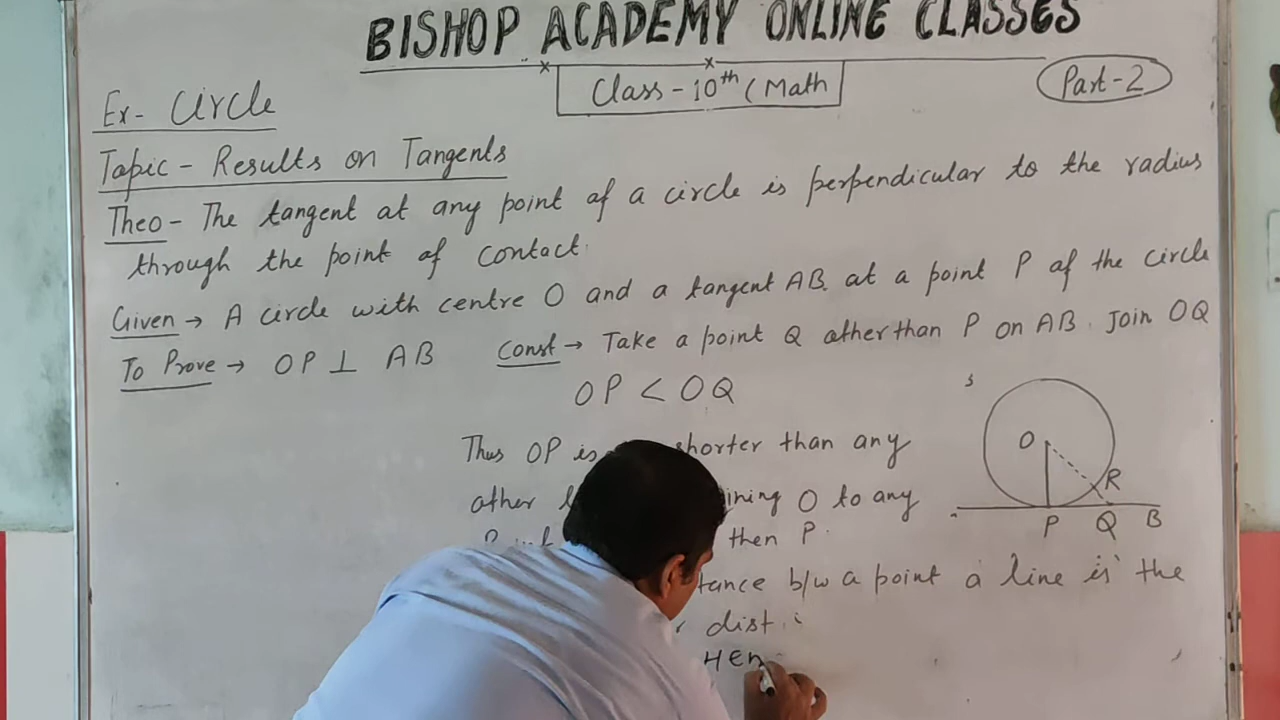 BISHOP ACADEMY ONLINE CLASSES
Class - 10th (Math
Part-2
Ex- Circle
Topic - Results on Tangents
Theo - The tangent at any point of a circle is perpendicular to the radius
through the point of contact.
Given → A circle with centre O and a tangent AB. at a point P of the circle
To Prove → OP ⊥ AB
Const → Take a point Q other than P on AB. Join OQ
OP < OQ
Thus OP is shorter than any
other joining O to any
then P.
b/w a point a line is the
dist.
HEn
O
R
P Q B